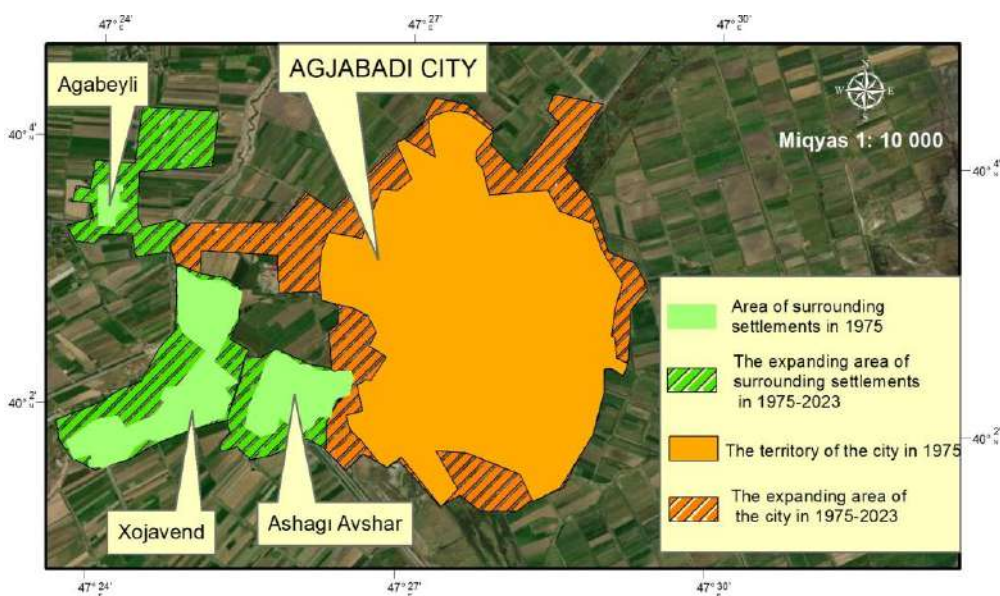 47° 24'
E
47° 27'
E
47° 30'
E
Agabeyli
AGJABADI CITY
N
W E
S
40° 4'
N
Miqyas 1: 10 000
40° 4'
N
Area of surrounding
settlements in 1975
The expanding area of
surrounding settlements
in 1975-2023
40° 2'
N
The territory of the city in 1975
40° 2'
N
The expanding area of
the city in 1975-2023
Xojavend
Ashagı Avshar
47° 24'
E
47° 27'
E
47° 30'
E